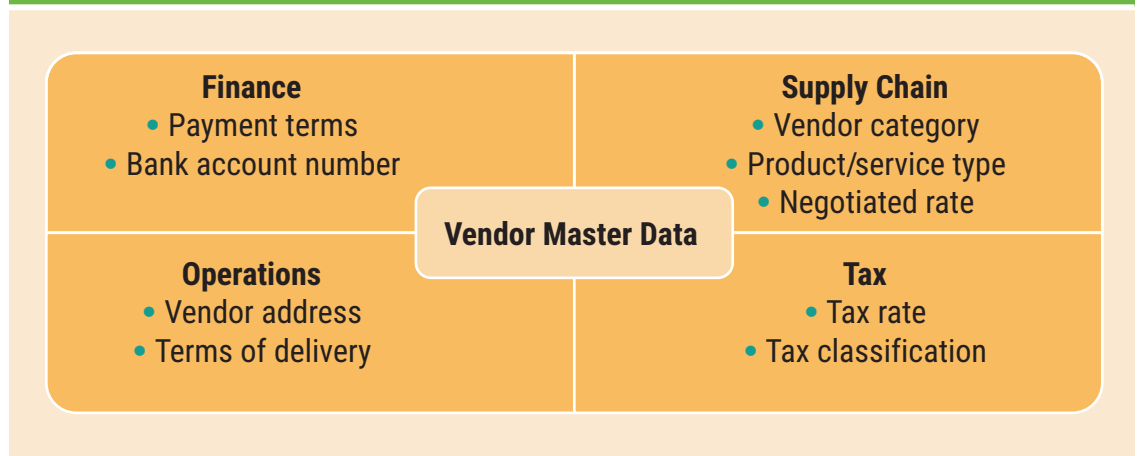 Finance
• Payment terms
• Bank account number
Supply Chain
• Vendor category
• Product/service type
• Negotiated rate
Vendor Master Data
Operations
• Vendor address
• Terms of delivery
Tax
• Tax rate
• Tax classification